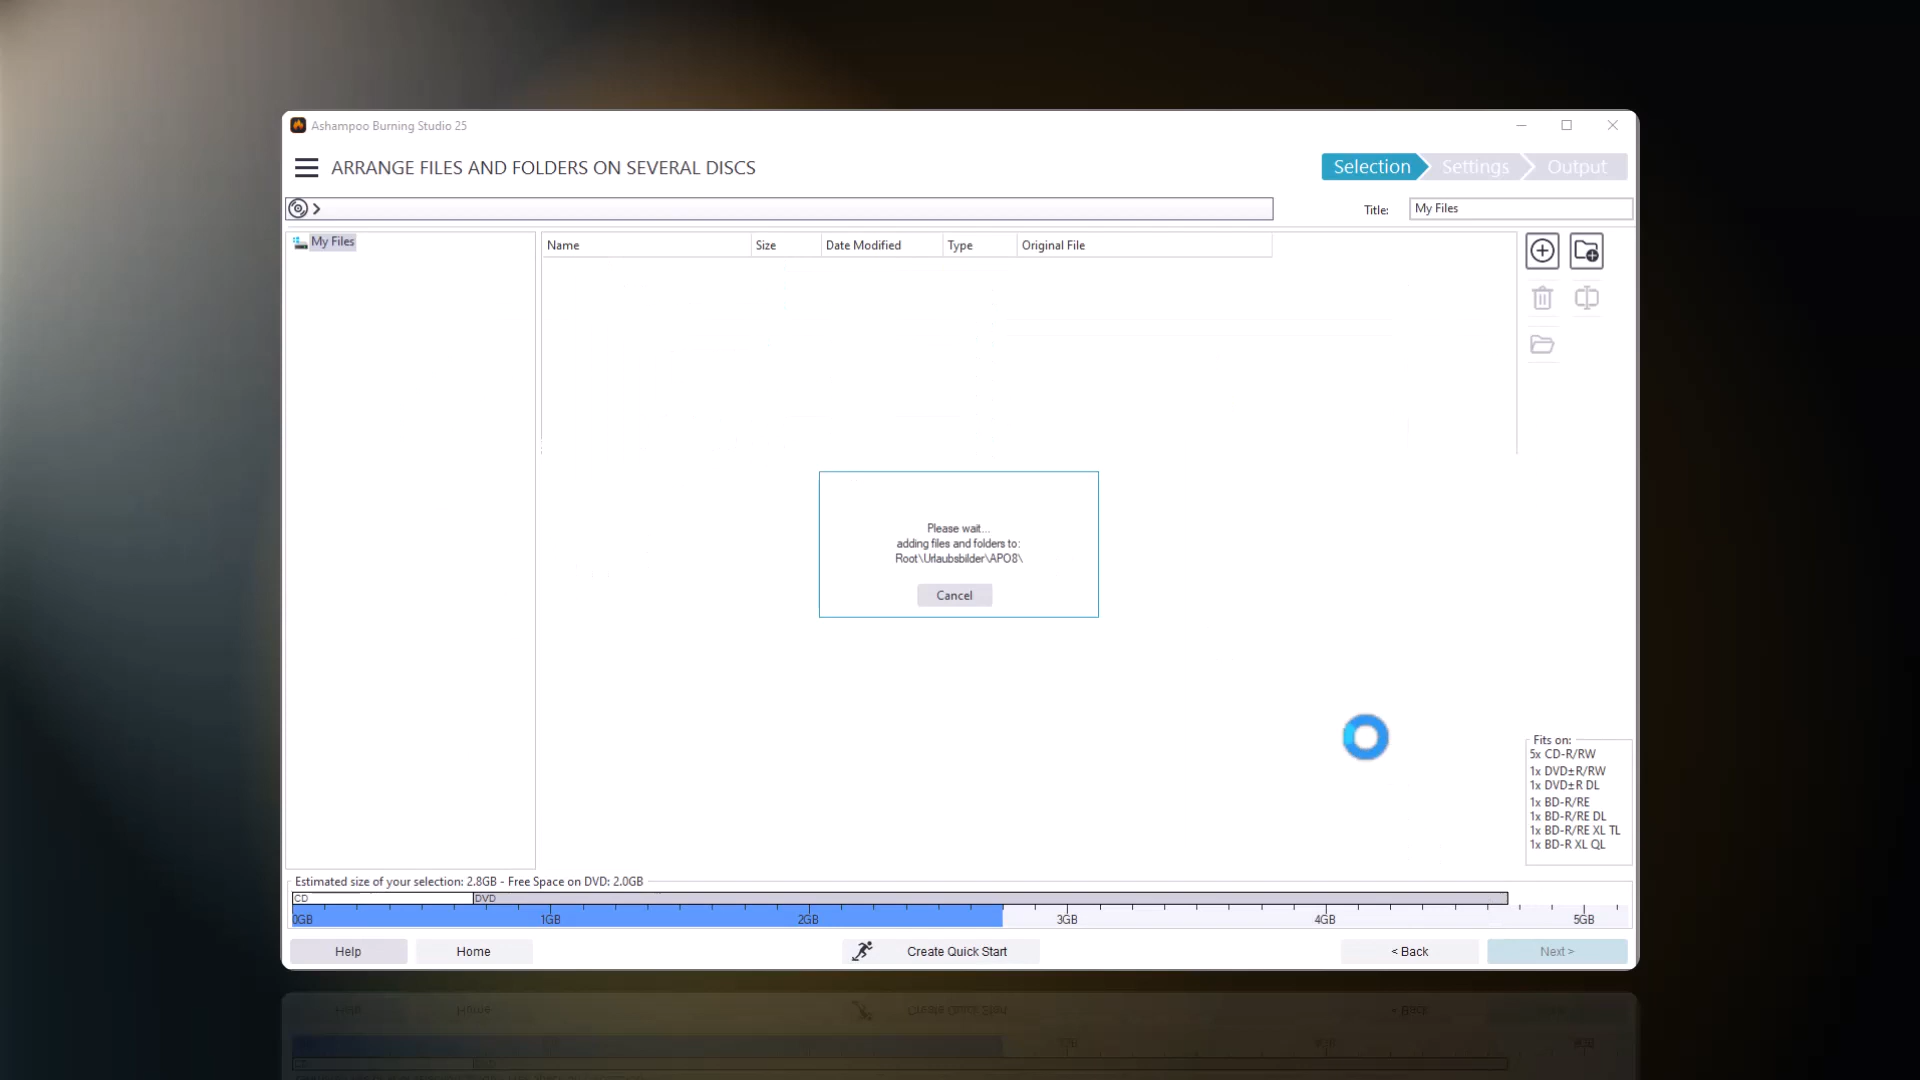 Ashampoo Burning Studio 25
ARRANGE FILES AND FOLDERS ON SEVERAL DISCS
Selection
Settings
Output
Title:
My Files
My Files
Name
Size
Date Modified
Type
Original File
Please wait...
adding files and folders to:
Root\Urlaubsbilder\APO8\
Cancel
Fits on:
5x CD-R/RW
1x DVD±R/RW
1x DVD±R DL
1x BD-R/RE
1x BD-R/RE DL
1x BD-R/RE XL TL
1x BD-R XL QL
Estimated size of your selection: 2.8GB - Free Space on DVD: 2.0GB
CD
DVD
0GB
1GB
2GB
3GB
4GB
5GB
Help
Home
Create Quick Start
< Back
Next >